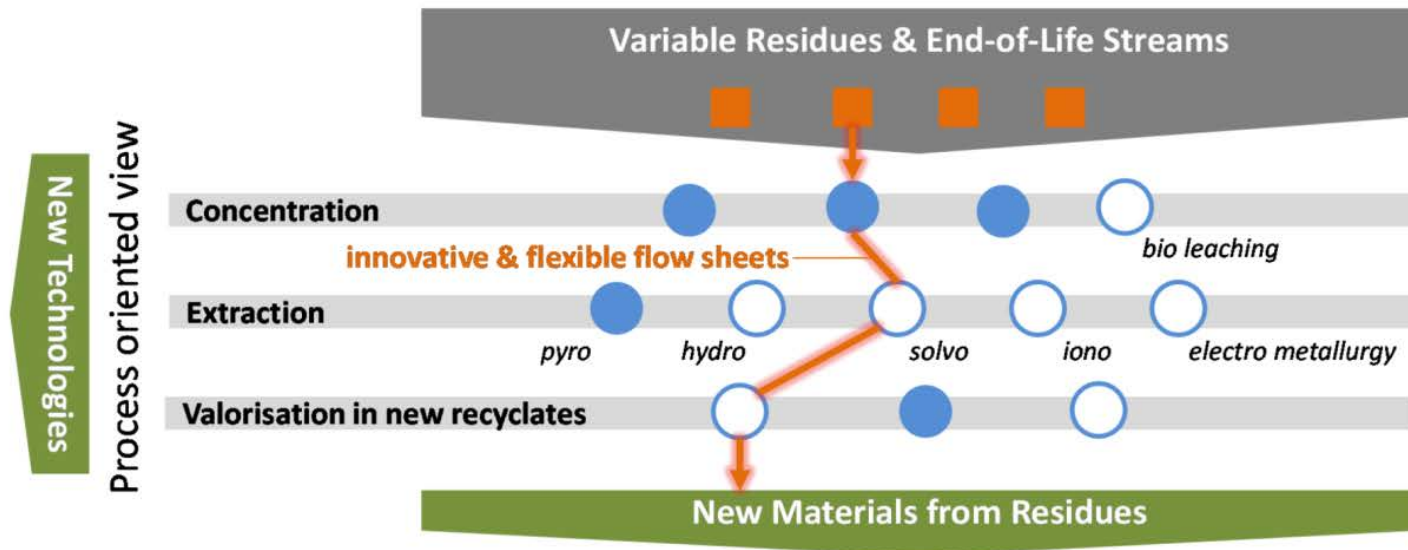 Variable Residues & End-of-Life Streams
New Technologies
Process oriented view
Concentration
bio leaching
innovative & flexible flow sheets
Extraction
pyro hydro solvo iono electro metallurgy
Valorisation in new recyclates
New Materials from Residues